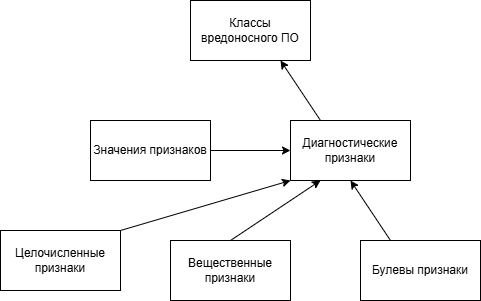 Классы
вредоносного ПО
Значения признаков
Диагностические
признаки
Целочисленные
признаки
Вещественные
признаки
Булевы признаки